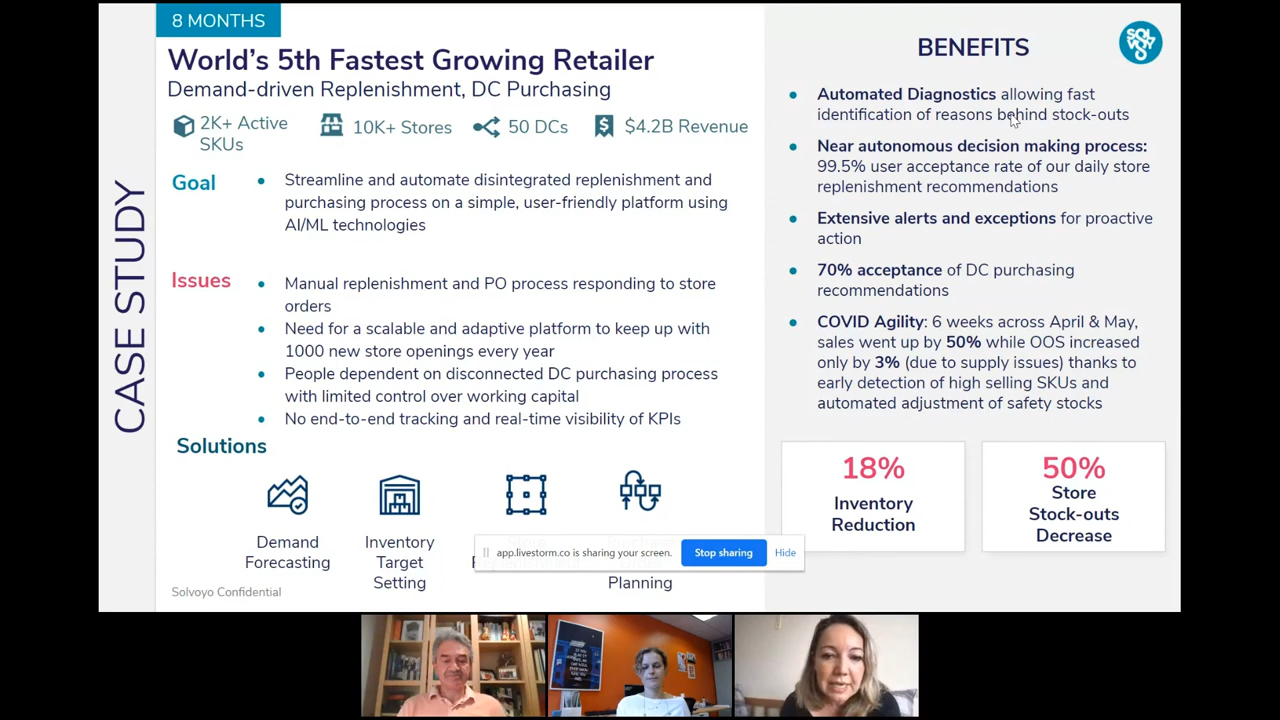 8 MONTHS
World's 5th Fastest Growing Retailer
Demand-driven Replenishment, DC Purchasing
2K+ Active
SKUs
10K+ Stores
50 DCs
$4.2B Revenue
CASE STUDY
Goal
Streamline and automate disintegrated replenishment and
purchasing process on a simple, user-friendly platform using
AI/ML technologies
Issues
Manual replenishment and PO process responding to store
orders
Need for a scalable and adaptive platform to keep up with
1000 new store openings every year
People dependent on disconnected DC purchasing process
with limited control over working capital
No end-to-end tracking and real-time visibility of KPIs
Solutions
Demand
Forecasting
Inventory
Target
Setting
Planning
Solvoyo Confidential
app.livestorm.co is sharing your screen.
Stop sharing
Hide
BENEFITS
SOLVOYO
Automated Diagnostics allowing fast
identification of reasons behind stock-outs
Near autonomous decision making process:
99.5% user acceptance rate of our daily store
replenishment recommendations
Extensive alerts and exceptions for proactive
action
70% acceptance of DC purchasing
recommendations
COVID Agility: 6 weeks across April & May,
sales went up by 50% while OOS increased
only by 3% (due to supply issues) thanks to
early detection of high selling SKUs and
automated adjustment of safety stocks
18%
Inventory
Reduction
50%
Store
Stock-outs
Decrease